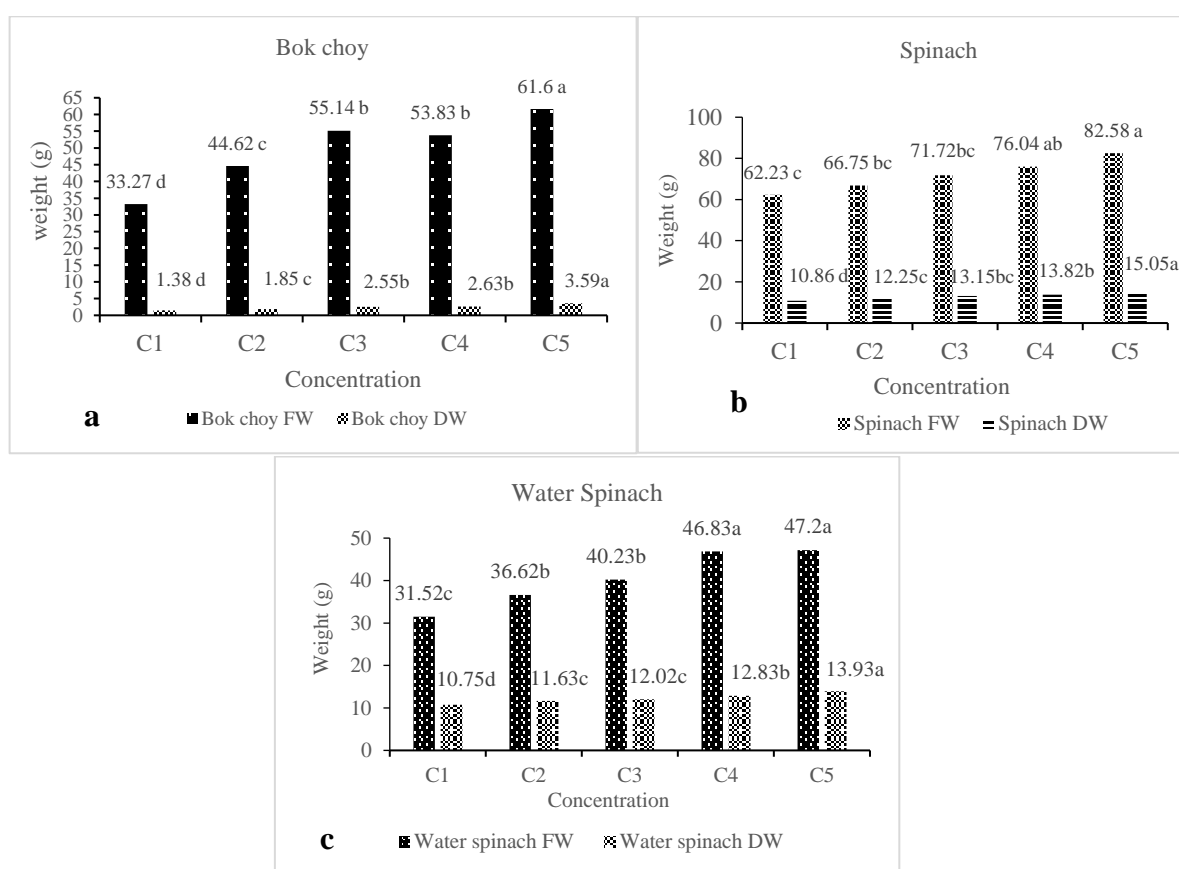 Bok choy
weight (g)
65
60
55
50
45
40
35
30
25
20
15
10
5
0
33.27 d
44.62 c
55.14 b
53.83 b
61.6 a
1.38 d
1.85 c
2.55b
2.63b
3.59a
C1 C2 C3 C4 C5
Concentration
a
Bok choy FW Bok choy DW
Spinach
Weight (g)
100
80
60
40
20
0
62.23 c
66.75 bc
71.72bc
76.04 ab
82.58 a
10.86 d
12.25c
13.15bc
13.82b
15.05a
C1 C2 C3 C4 C5
Concentration
b
Spinach FW Spinach DW
Water Spinach
Weight (g)
50
40
30
20
10
0
31.52c
36.62b
40.23b
46.83a
47.2a
10.75d
11.63c
12.02c
12.83b
13.93a
C1 C2 C3 C4 C5
Concentration
c
Water spinach FW Water spinach DW